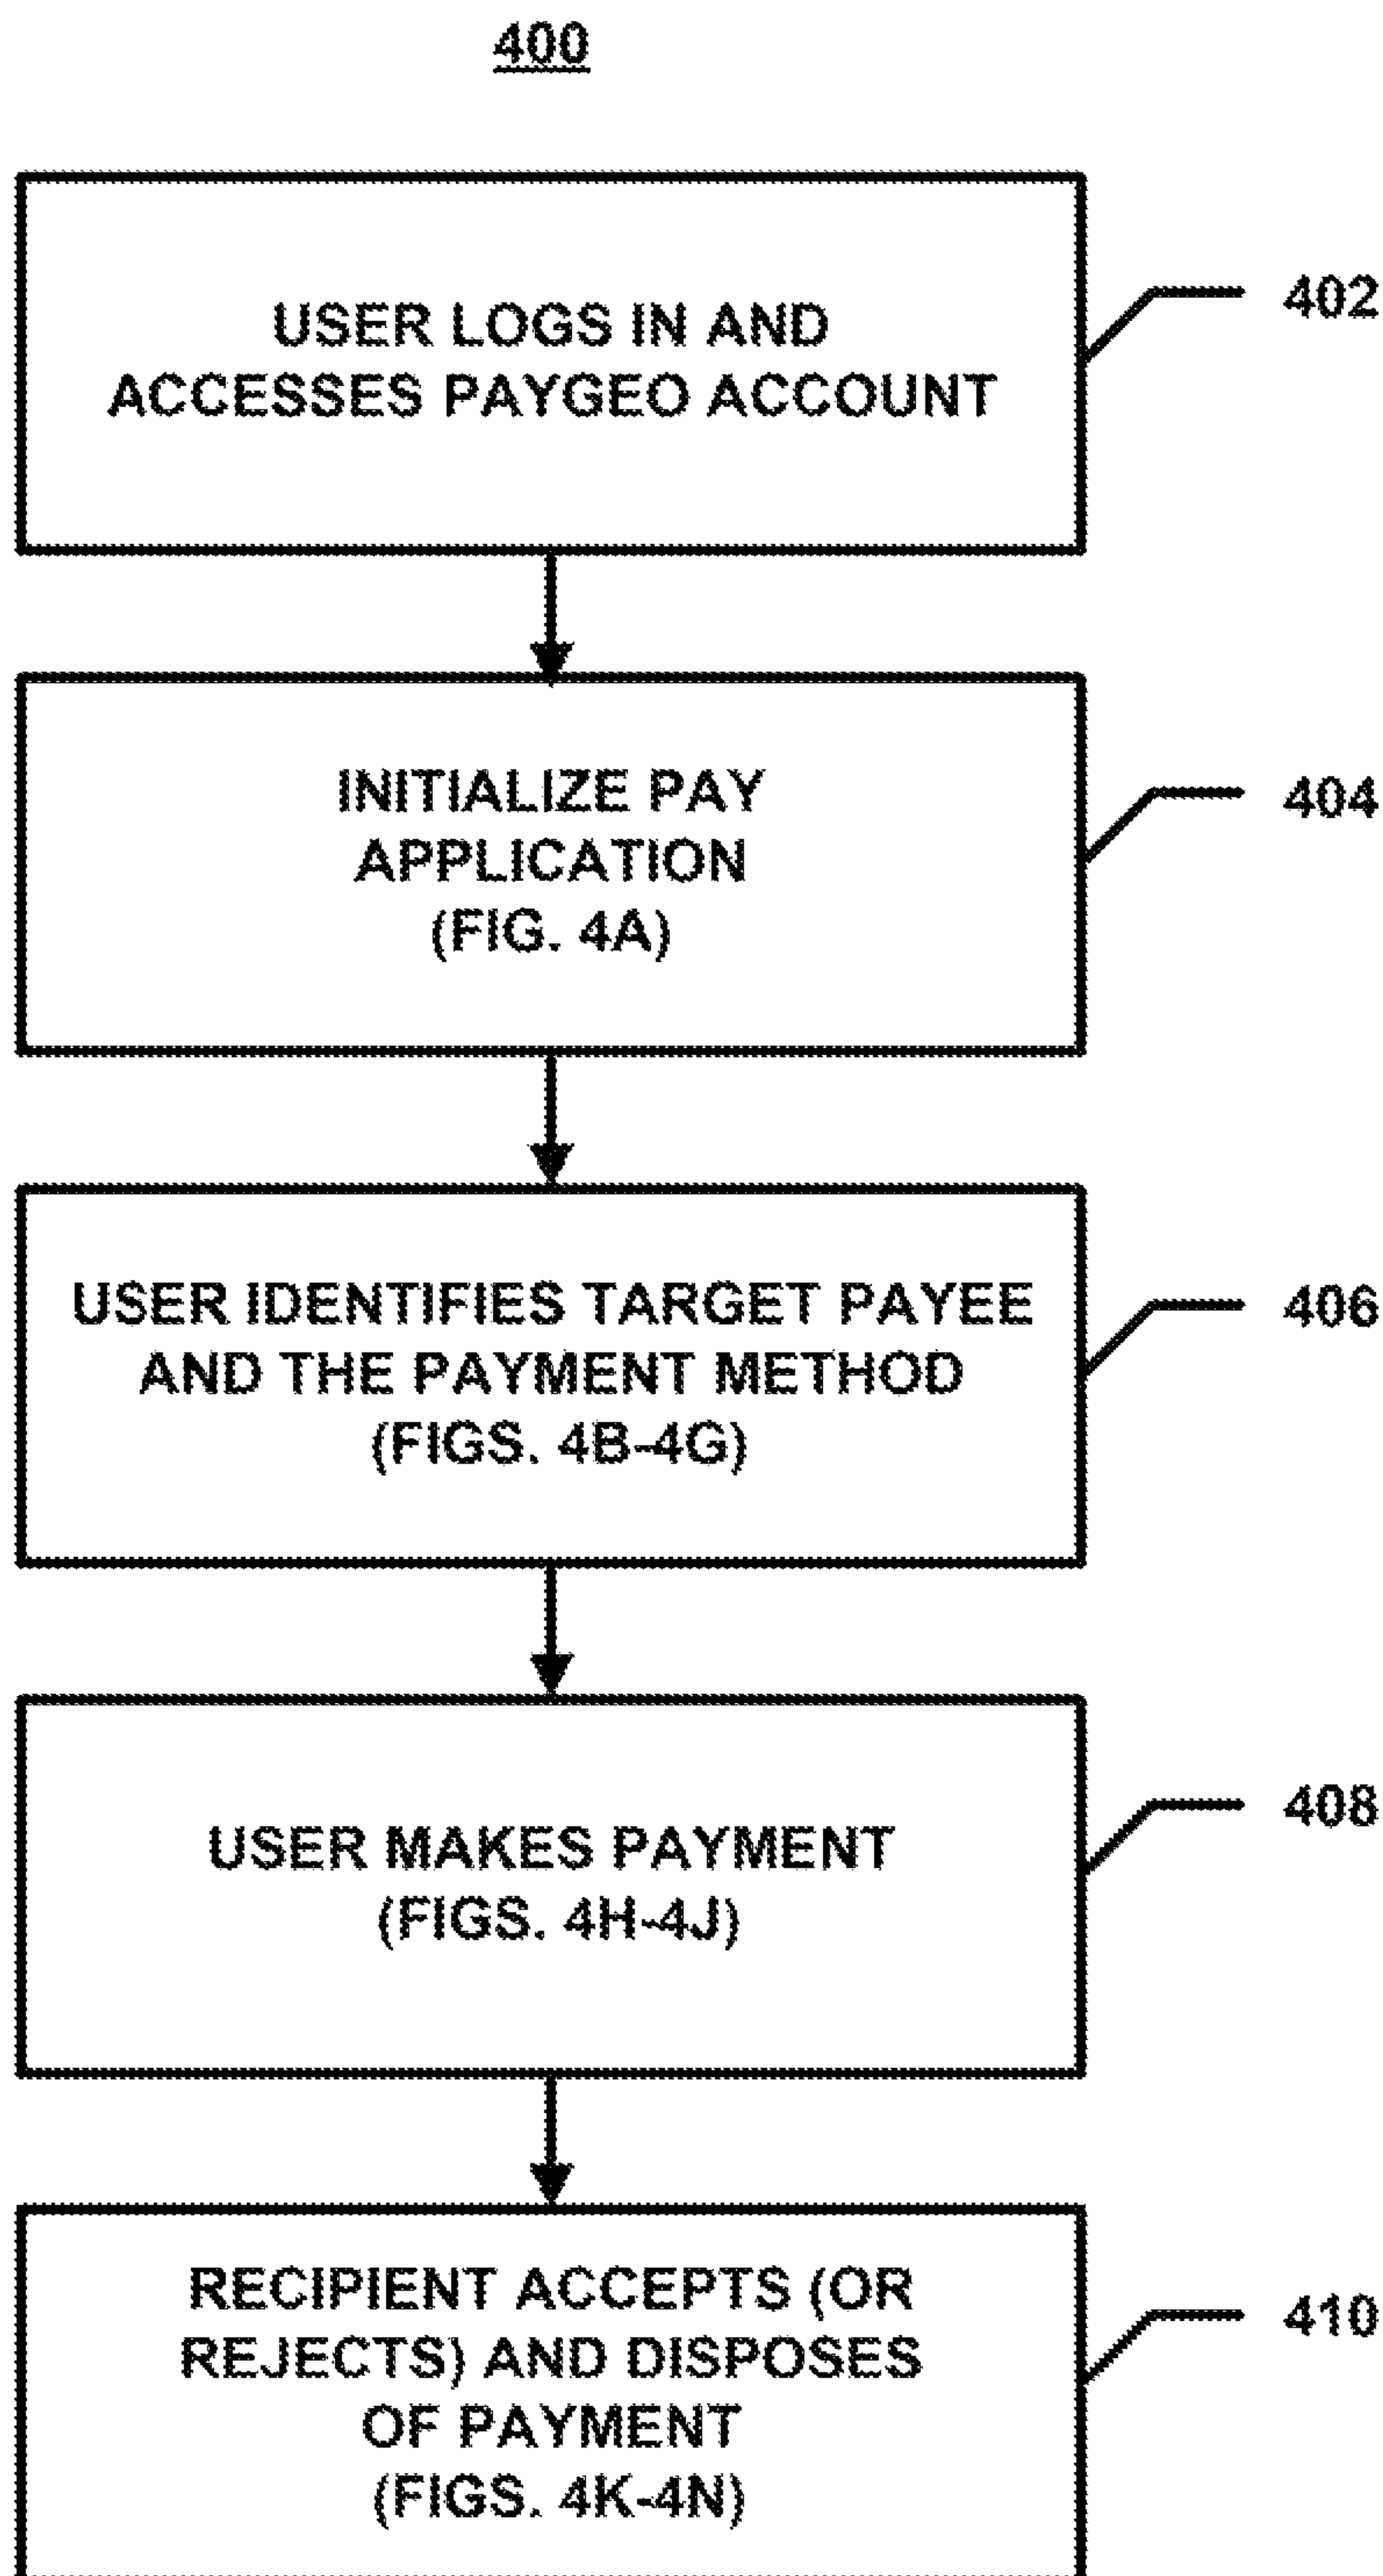 400
USER LOGS IN AND
ACCESSES PAYGEO ACCOUNT
402
INITIALIZE PAY
APPLICATION
(FIG. 4A)
404
USER IDENTIFIES TARGET PAYEE
AND THE PAYMENT METHOD
(FIGS. 4B-4G)
406
USER MAKES PAYMENT
(FIGS. 4H-4J)
408
RECIPIENT ACCEPTS (OR
REJECTS) AND DISPOSES
OF PAYMENT
(FIGS. 4K-4N)
410